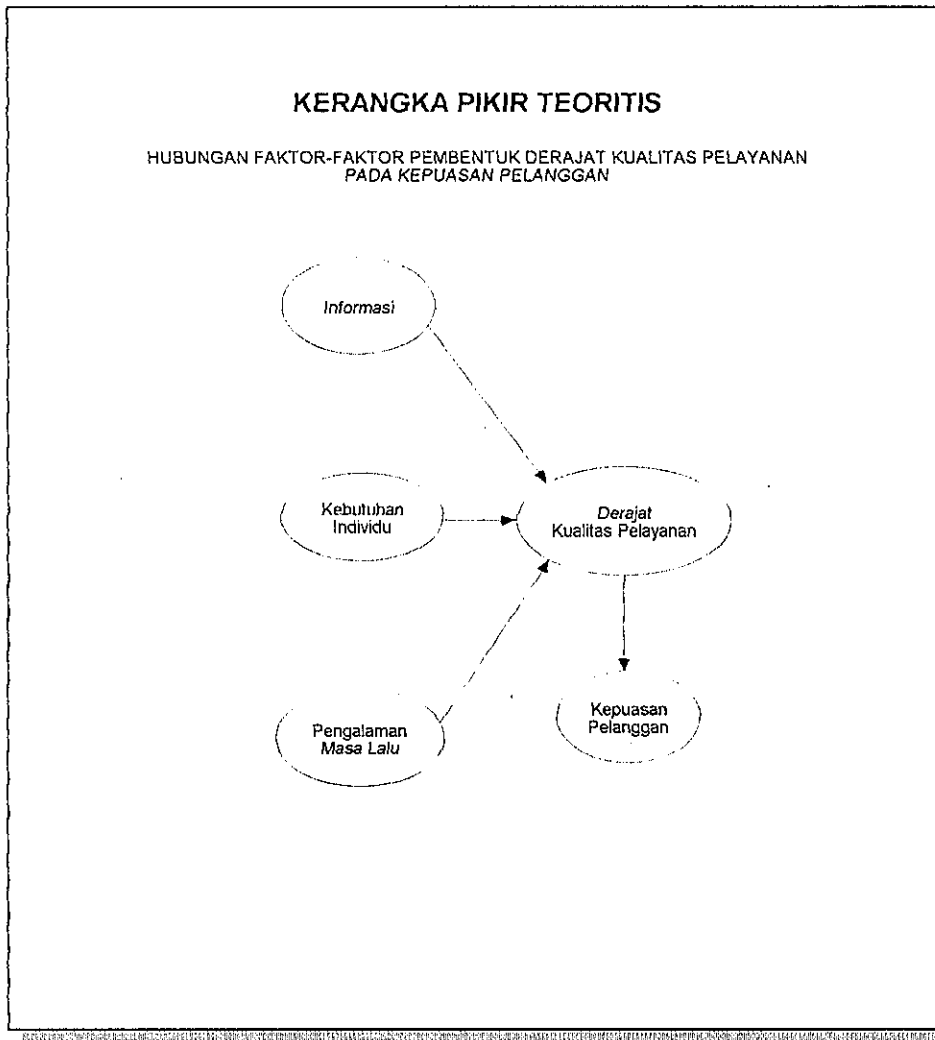 KERANGKA PIKIR TEORITIS
HUBUNGAN FAKTOR-FAKTOR PEMBENTUK DERAJAT KUALITAS PELAYANAN
PADA KEPUASAN PELANGGAN
Informasi
Kebutuhan
Individu
Derajat
Kualitas Pelayanan
Pengalaman
Masa Lalu
Kepuasan
Pelanggan